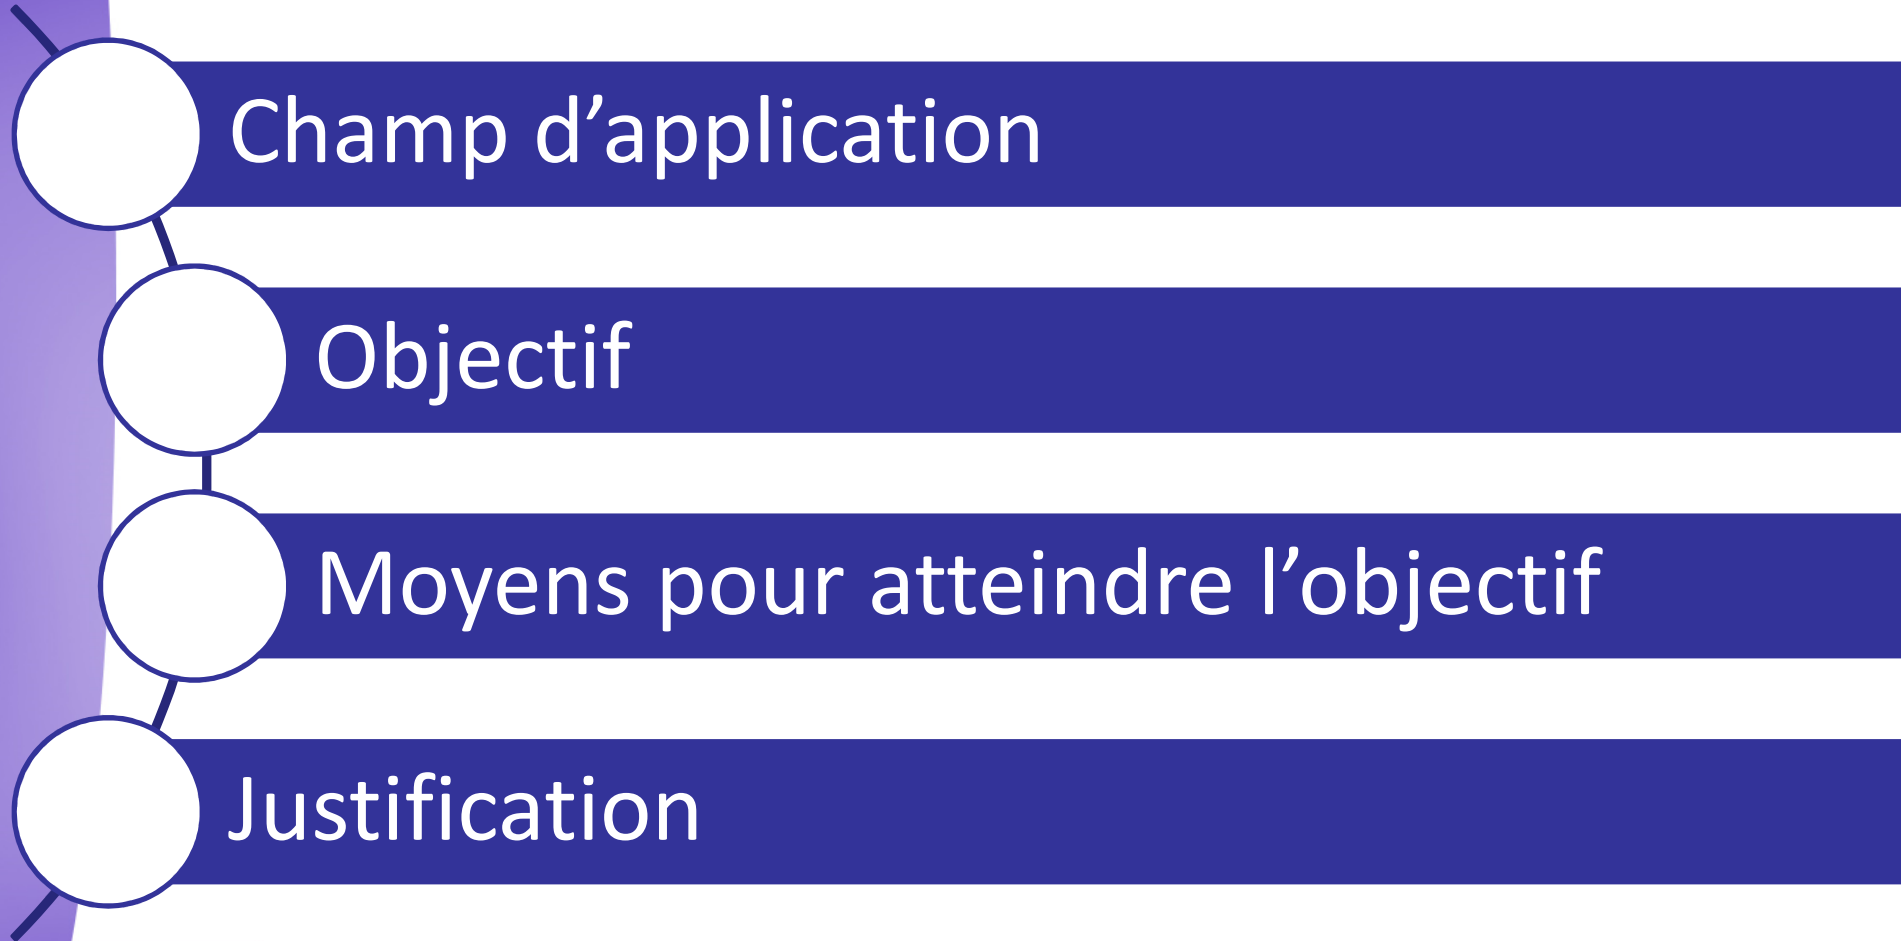 Champ d’application
Objectif
Moyens pour atteindre l’objectif
Justification